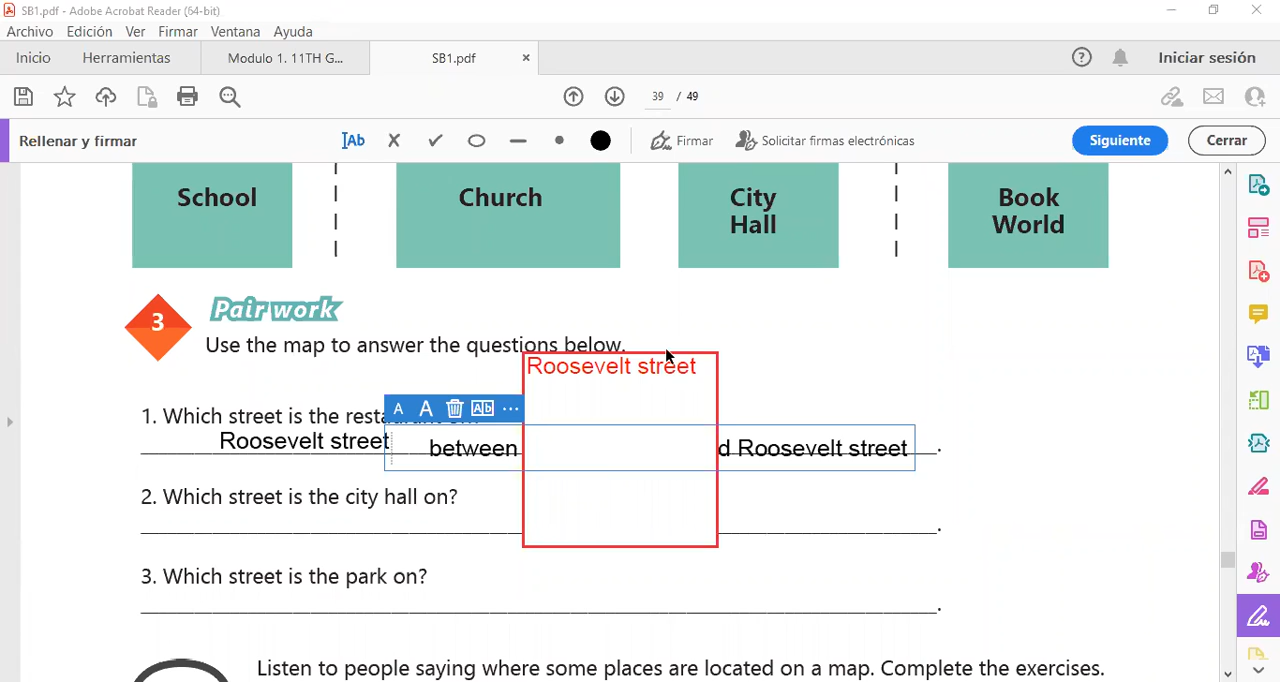 SB1.pdf - Adobe Acrobat Reader (64-bit)
Archivo Edición Ver Firmar Ventana Ayuda
Inicio Herramientas Modulo 1. 11TH G... SB1.pdf × Iniciar sesión
39 / 49
Rellenar y firmar Ab Firmar Solicitar firmas electrónicas Siguiente Cerrar
School Church City Hall Book World
3 Pair work
Use the map to answer the questions below.
Roosevelt street
A A Ab ...
1. Which street is the
Roosevelt street between Roosevelt street
2. Which street is the city hall on?
3. Which street is the park on?
Listen to people saying where some places are located on a map. Complete the exercises.